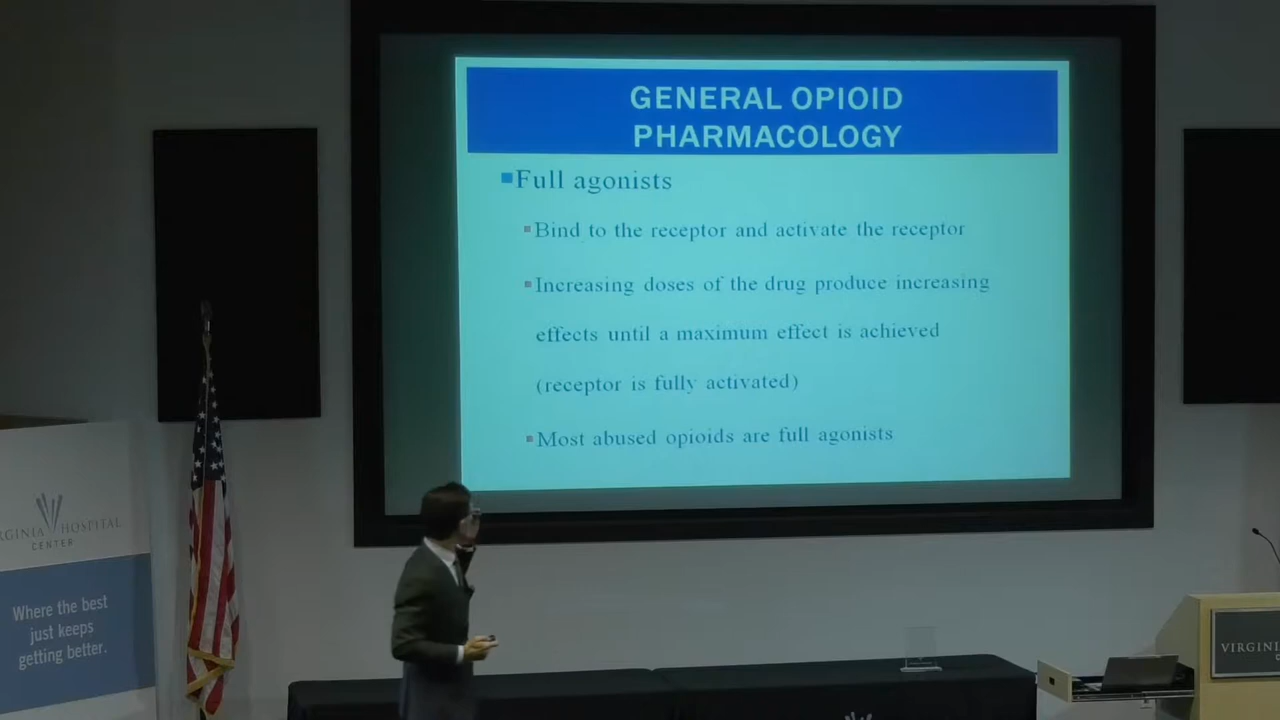 GENERAL OPIOID
PHARMACOLOGY
Full agonists
Bind to the receptor and activate the receptor
Increasing doses of the drug produce increasing
effects until a maximum effect is achieved
(receptor is fully activated)
Most abused opioids are full agonists
RGINIA HOSPITAL
CENTER
Where the best
just keeps
getting better.
VIRGINI